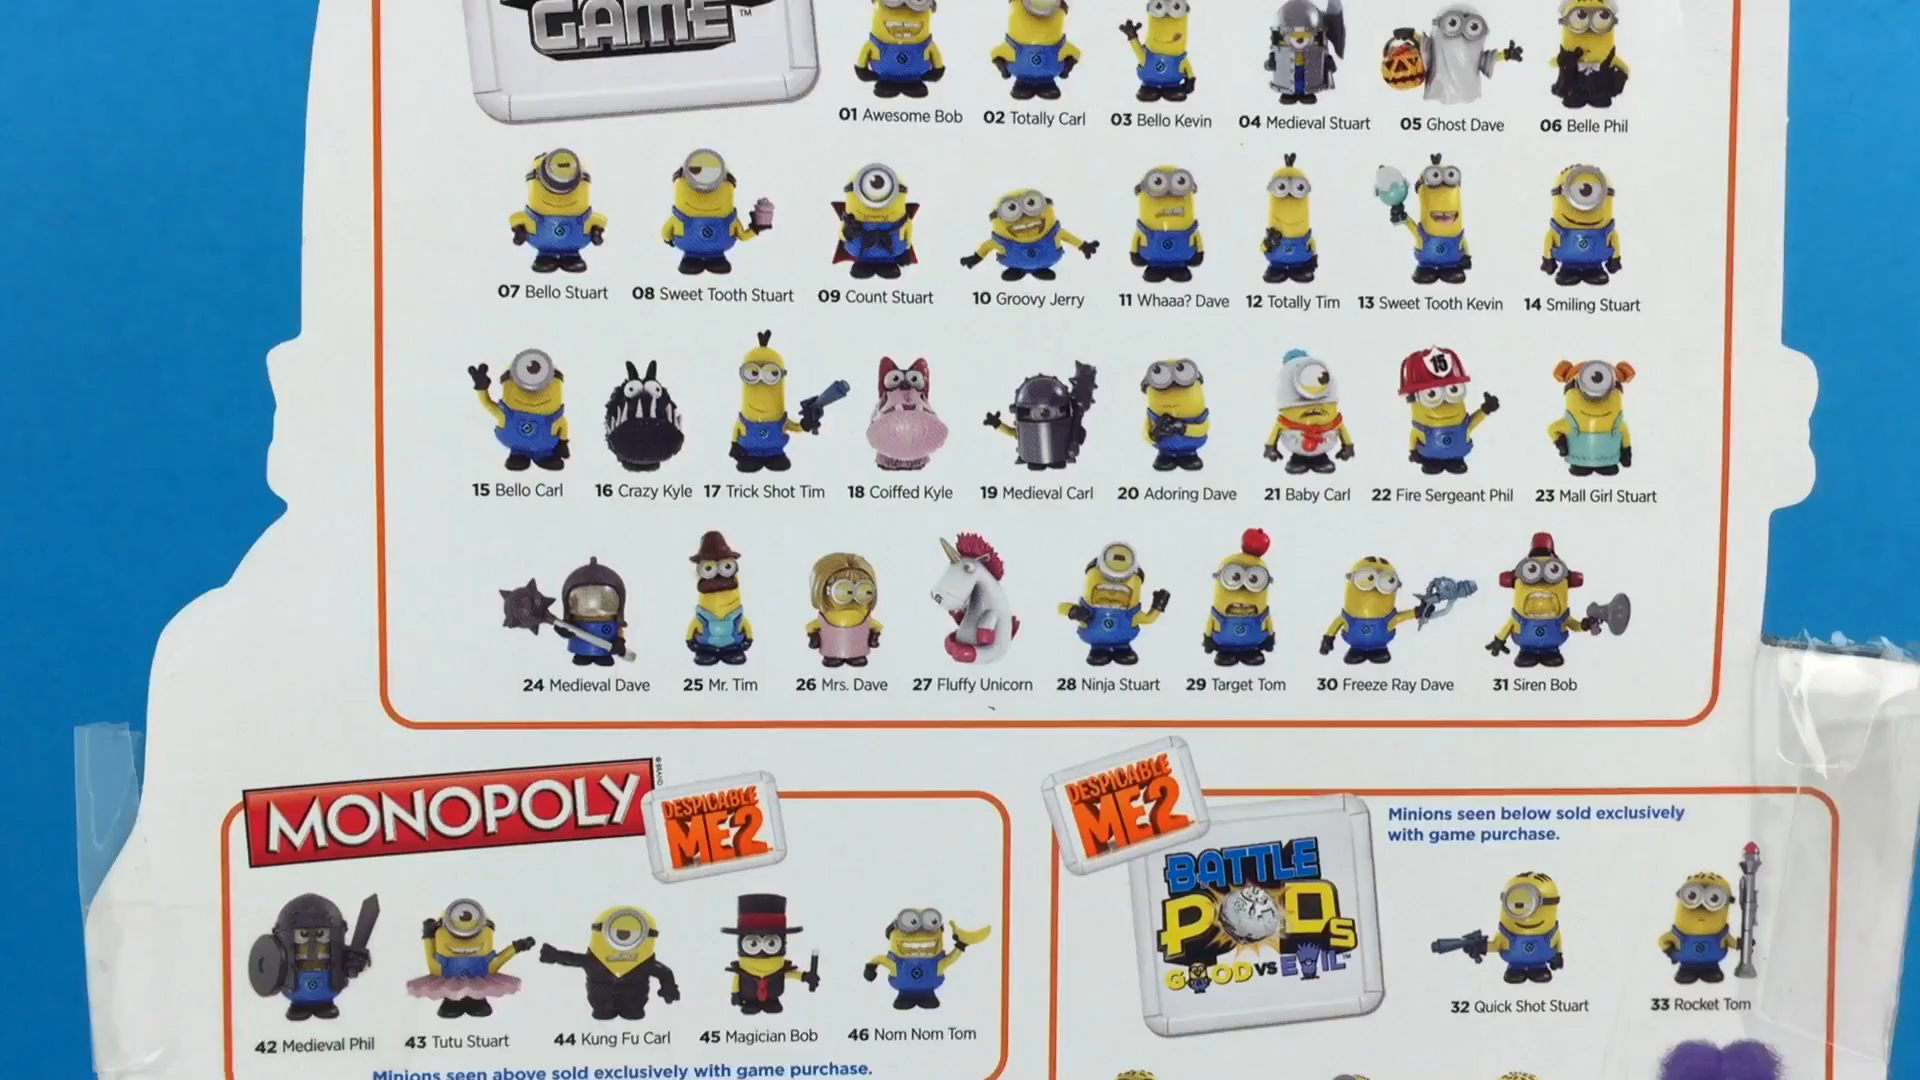 GAME™
01 Awesome Bob 02 Totally Carl 03 Bello Kevin 04 Medieval Stuart 05 Ghost Dave 06 Belle Phil
07 Bello Stuart 08 Sweet Tooth Stuart 09 Count Stuart 10 Groovy Jerry 11 Whaaa? Dave 12 Totally Tim 13 Sweet Tooth Kevin 14 Smiling Stuart
15
15 Bello Carl 16 Crazy Kyle 17 Trick Shot Tim 18 Coiffed Kyle 19 Medieval Carl 20 Adoring Dave 21 Baby Carl 22 Fire Sergeant Phil 23 Mall Girl Stuart
24 Medieval Dave 25 Mr. Tim 26 Mrs. Dave 27 Fluffy Unicorn 28 Ninja Stuart 29 Target Tom 30 Freeze Ray Dave 31 Siren Bob
MONOPOLY
DESPICABLE
ME2
42 Medieval Phil 43 Tutu Stuart 44 Kung Fu Carl 45 Magician Bob 46 Nom Nom Tom
Minions seen above sold exclusively with game purchase.
DESPICABLE
ME2
BATTLE
PODs
GOOD VS EVIL™
Minions seen below sold exclusively
with game purchase.
32 Quick Shot Stuart 33 Rocket Tom